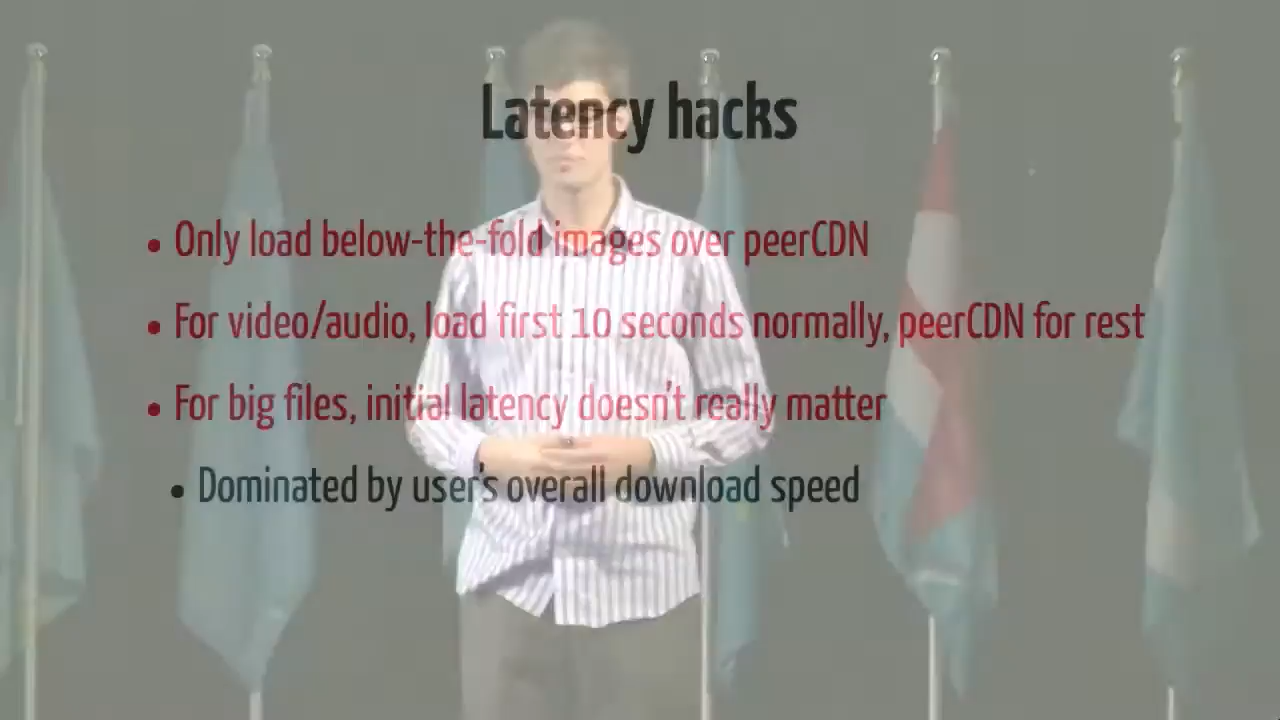 Latency hacks
• Only load below-the-fold images over peerCDN
• For video/audio, load first 10 seconds normally, peerCDN for rest
• For big files, initial latency doesn't really matter
• Dominated by user's overall download speed